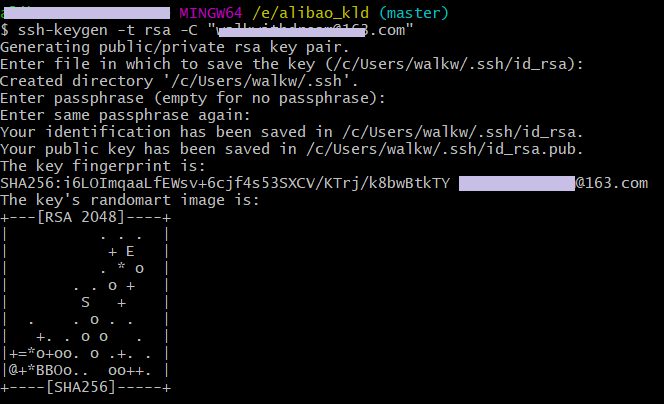 MINGW64 /e/alibao_kld (master)
$ ssh-keygen -t rsa -C "@163.com"
Generating public/private rsa key pair.
Enter file in which to save the key (/c/Users/walkw/.ssh/id_rsa):
Created directory '/c/Users/walkw/.ssh'.
Enter passphrase (empty for no passphrase):
Enter same passphrase again:
Your identification has been saved in /c/Users/walkw/.ssh/id_rsa.
Your public key has been saved in /c/Users/walkw/.ssh/id_rsa.pub.
The key fingerprint is:
SHA256:i6LOImqaaLfEWsv+6cjf4s53SXCV/KTrj/k8bwBtkTY @163.com
The key's randomart image is:
+---[RSA 2048]----+
|           . . .  |
|            + E   |
|           . * o  |
|        . . o +   |
|         S   +    |
|  .     . o . .   |
|   +. . o o   .  |
|+=*o+oo. o .+. . |
|@+*BBOo..  oo++. |
+----[SHA256]-----+